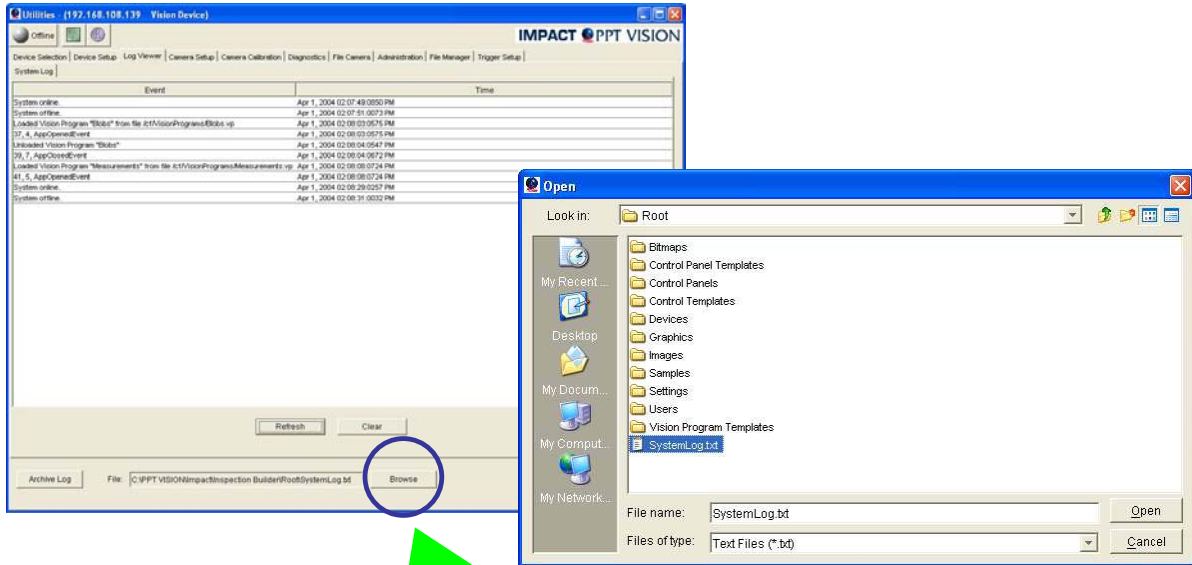 Utilities - (192.168.108.139 Vision Device)
Offline
IMPACT PPT VISION
Device Selection Device Setup Log Viewer Camera Setup Camera Calibration Diagnostics File Camera Administration File Manager Trigger Setup
System Log
Event Time
System online. Apr 1, 2004 02:07:49:0850 PM
System offline. Apr 1, 2004 02:07:51:0073 PM
Loaded Vision Program "Blobs" from file /ctf/VisionPrograms/Blobs.vp Apr 1, 2004 02:08:03:0575 PM
37, 4, AppOpenedEvent Apr 1, 2004 02:08:03:0575 PM
Unloaded Vision Program "Blobs" Apr 1, 2004 02:08:04:0547 PM
39, 7, AppClosedEvent Apr 1, 2004 02:08:04:0672 PM
Loaded Vision Program "Measurements" from file /ctf/VisionPrograms/Measurements.vp Apr 1, 2004 02:08:08:0724 PM
41, 5, AppOpenedEvent Apr 1, 2004 02:08:08:0724 PM
System online. Apr 1, 2004 02:08:29:0257 PM
System offline. Apr 1, 2004 02:08:31:0032 PM
Refresh Clear
Archive Log File: C:\PPT VISION\Impact\Inspection Builder\Root\SystemLog.txt Browse
Open
Look in: Root
My Recent ...
Desktop
My Docum...
My Comput...
My Network...
Bitmaps
Control Panel Templates
Control Panels
Control Templates
Devices
Graphics
Images
Samples
Settings
Users
Vision Program Templates
SystemLog.txt
File name: SystemLog.txt Open
Files of type: Text Files (*.txt) Cancel